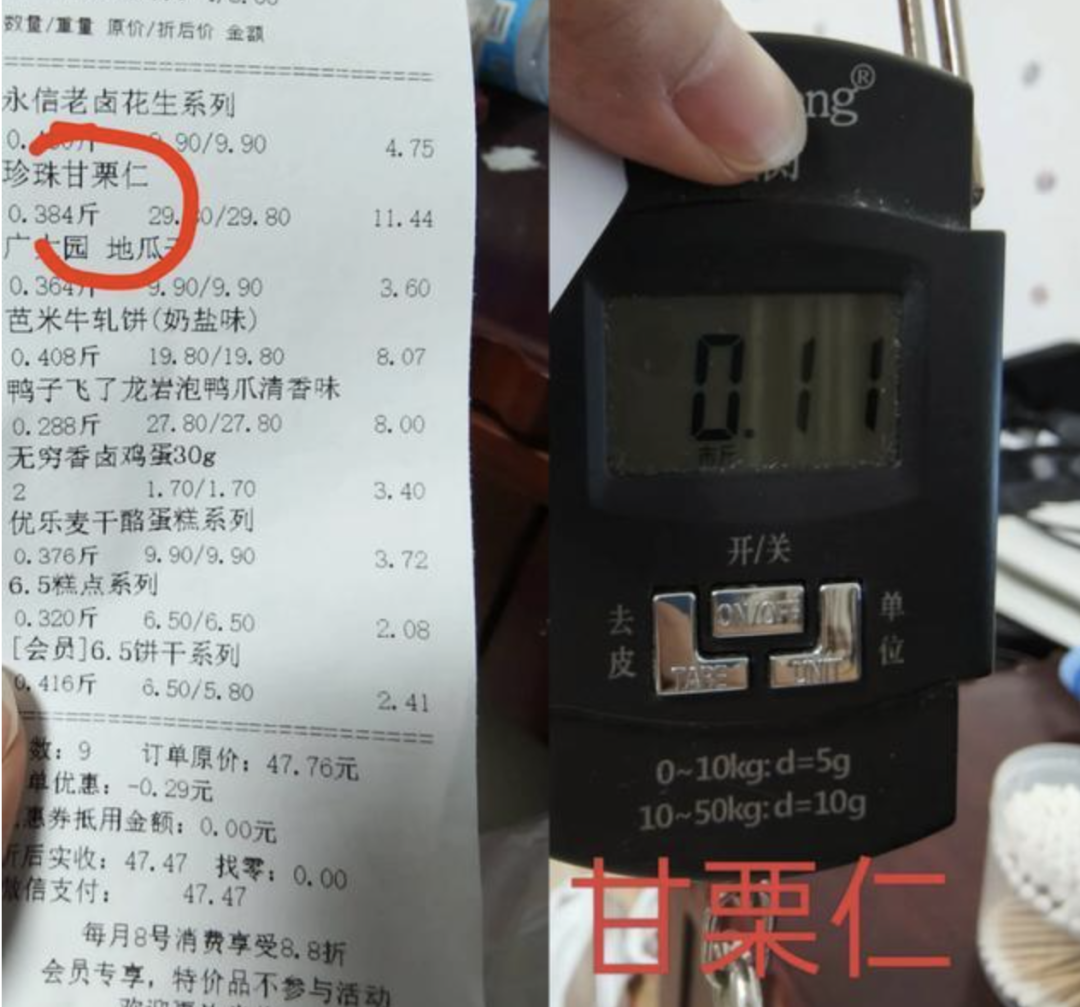 数量/重量 原价/折后价 金额
永信老卤花生系列
.90/9.90 4.75
珍珠甘栗仁
0.384斤 29.80/29.80 11.44
园 地瓜
0.364斤 9.90/9.90 3.60
芭米牛轧饼(奶盐味)
0.408斤 19.80/19.80 8.07
鸭子飞了龙岩泡鸭爪清香味
0.288斤 27.80/27.80 8.00
无穷香卤鸡蛋30g
2 1.70/1.70 3.40
优乐麦干酪蛋糕系列
0.376斤 9.90/9.90 3.72
6.5糕点系列
0.320斤 6.50/6.50 2.08
[会员]6.5饼干系列
0.416斤 6.50/5.80 2.41
数: 9 订单原价: 47.76元
单优惠: -0.29元
惠券抵用金额: 0.00元
折后实收: 47.47 找零: 0.00
微信支付: 47.47
每月8号消费享受8.8折
会员专享, 特价品不参与活动
ng®
0.11
市斤
开/关
去皮
ON/OFF
单位
TARE
UNIT
0~10kg: d=5g
10~50kg: d=10g
甘栗仁